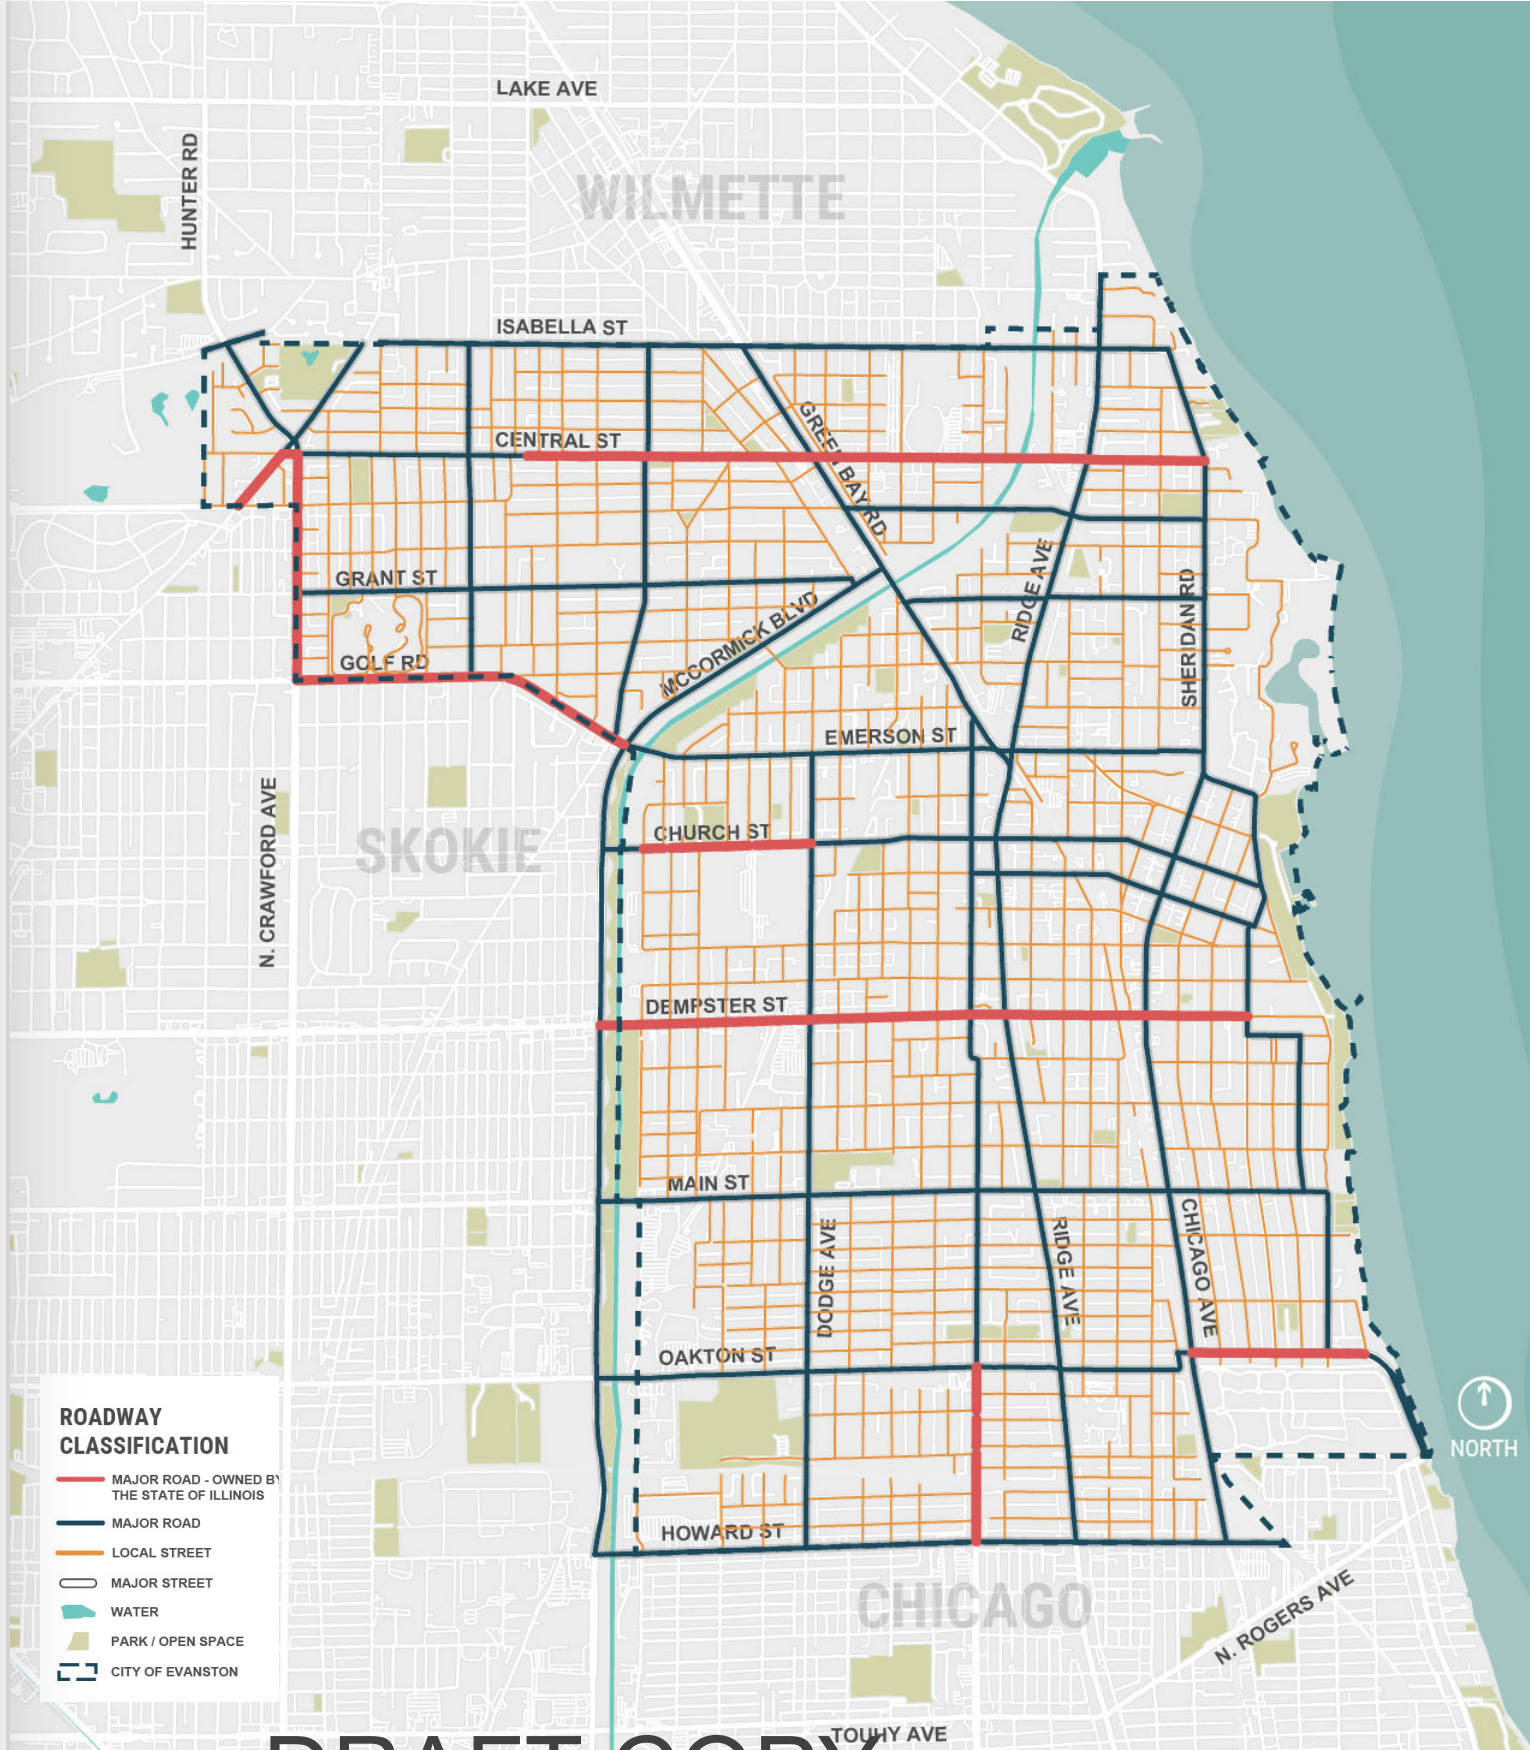 LAKE AVE
HUNTER RD
WILMETTE
ISABELLA ST
CENTRAL ST
GREEN BAY RD
GRANT ST
RIDGE AVE
SHERIDAN RD
MCCORMICK BLVD
GOLF RD
EMERSON ST
N. CRAWFORD AVE
SKOKIE
CHURCH ST
DEMPSTER ST
MAIN ST
DODGE AVE
RIDGE AVE
CHICAGO AVE
OAKTON ST
HOWARD ST
NORTH
CHICAGO
N. ROGERS AVE
TOUHY AVE
ROADWAY
CLASSIFICATION
MAJOR ROAD - OWNED BY
THE STATE OF ILLINOIS
MAJOR ROAD
LOCAL STREET
MAJOR STREET
WATER
PARK / OPEN SPACE
CITY OF EVANSTON
DRAFT COPY